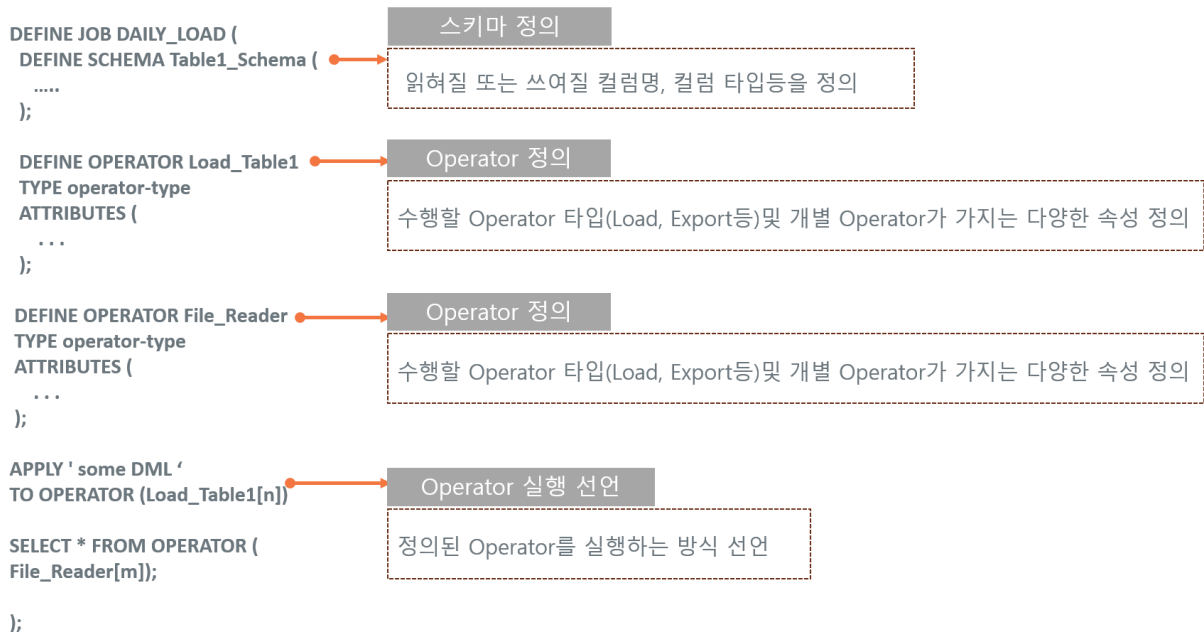 DEFINE JOB DAILY_LOAD (
DEFINE SCHEMA Table1_Schema (
.....
);
스키마 정의
읽혀질 또는 쓰여질 컬럼명, 컬럼 타입등을 정의
DEFINE OPERATOR Load_Table1
TYPE operator-type
ATTRIBUTES (
. . .
);
Operator 정의
수행할 Operator 타입(Load, Export등)및 개별 Operator가 가지는 다양한 속성 정의
DEFINE OPERATOR File_Reader
TYPE operator-type
ATTRIBUTES (
. . .
);
Operator 정의
수행할 Operator 타입(Load, Export등)및 개별 Operator가 가지는 다양한 속성 정의
APPLY ' some DML ‘
TO OPERATOR (Load_Table1[n])
SELECT * FROM OPERATOR (
File_Reader[m]);
);
Operator 실행 선언
정의된 Operator를 실행하는 방식 선언